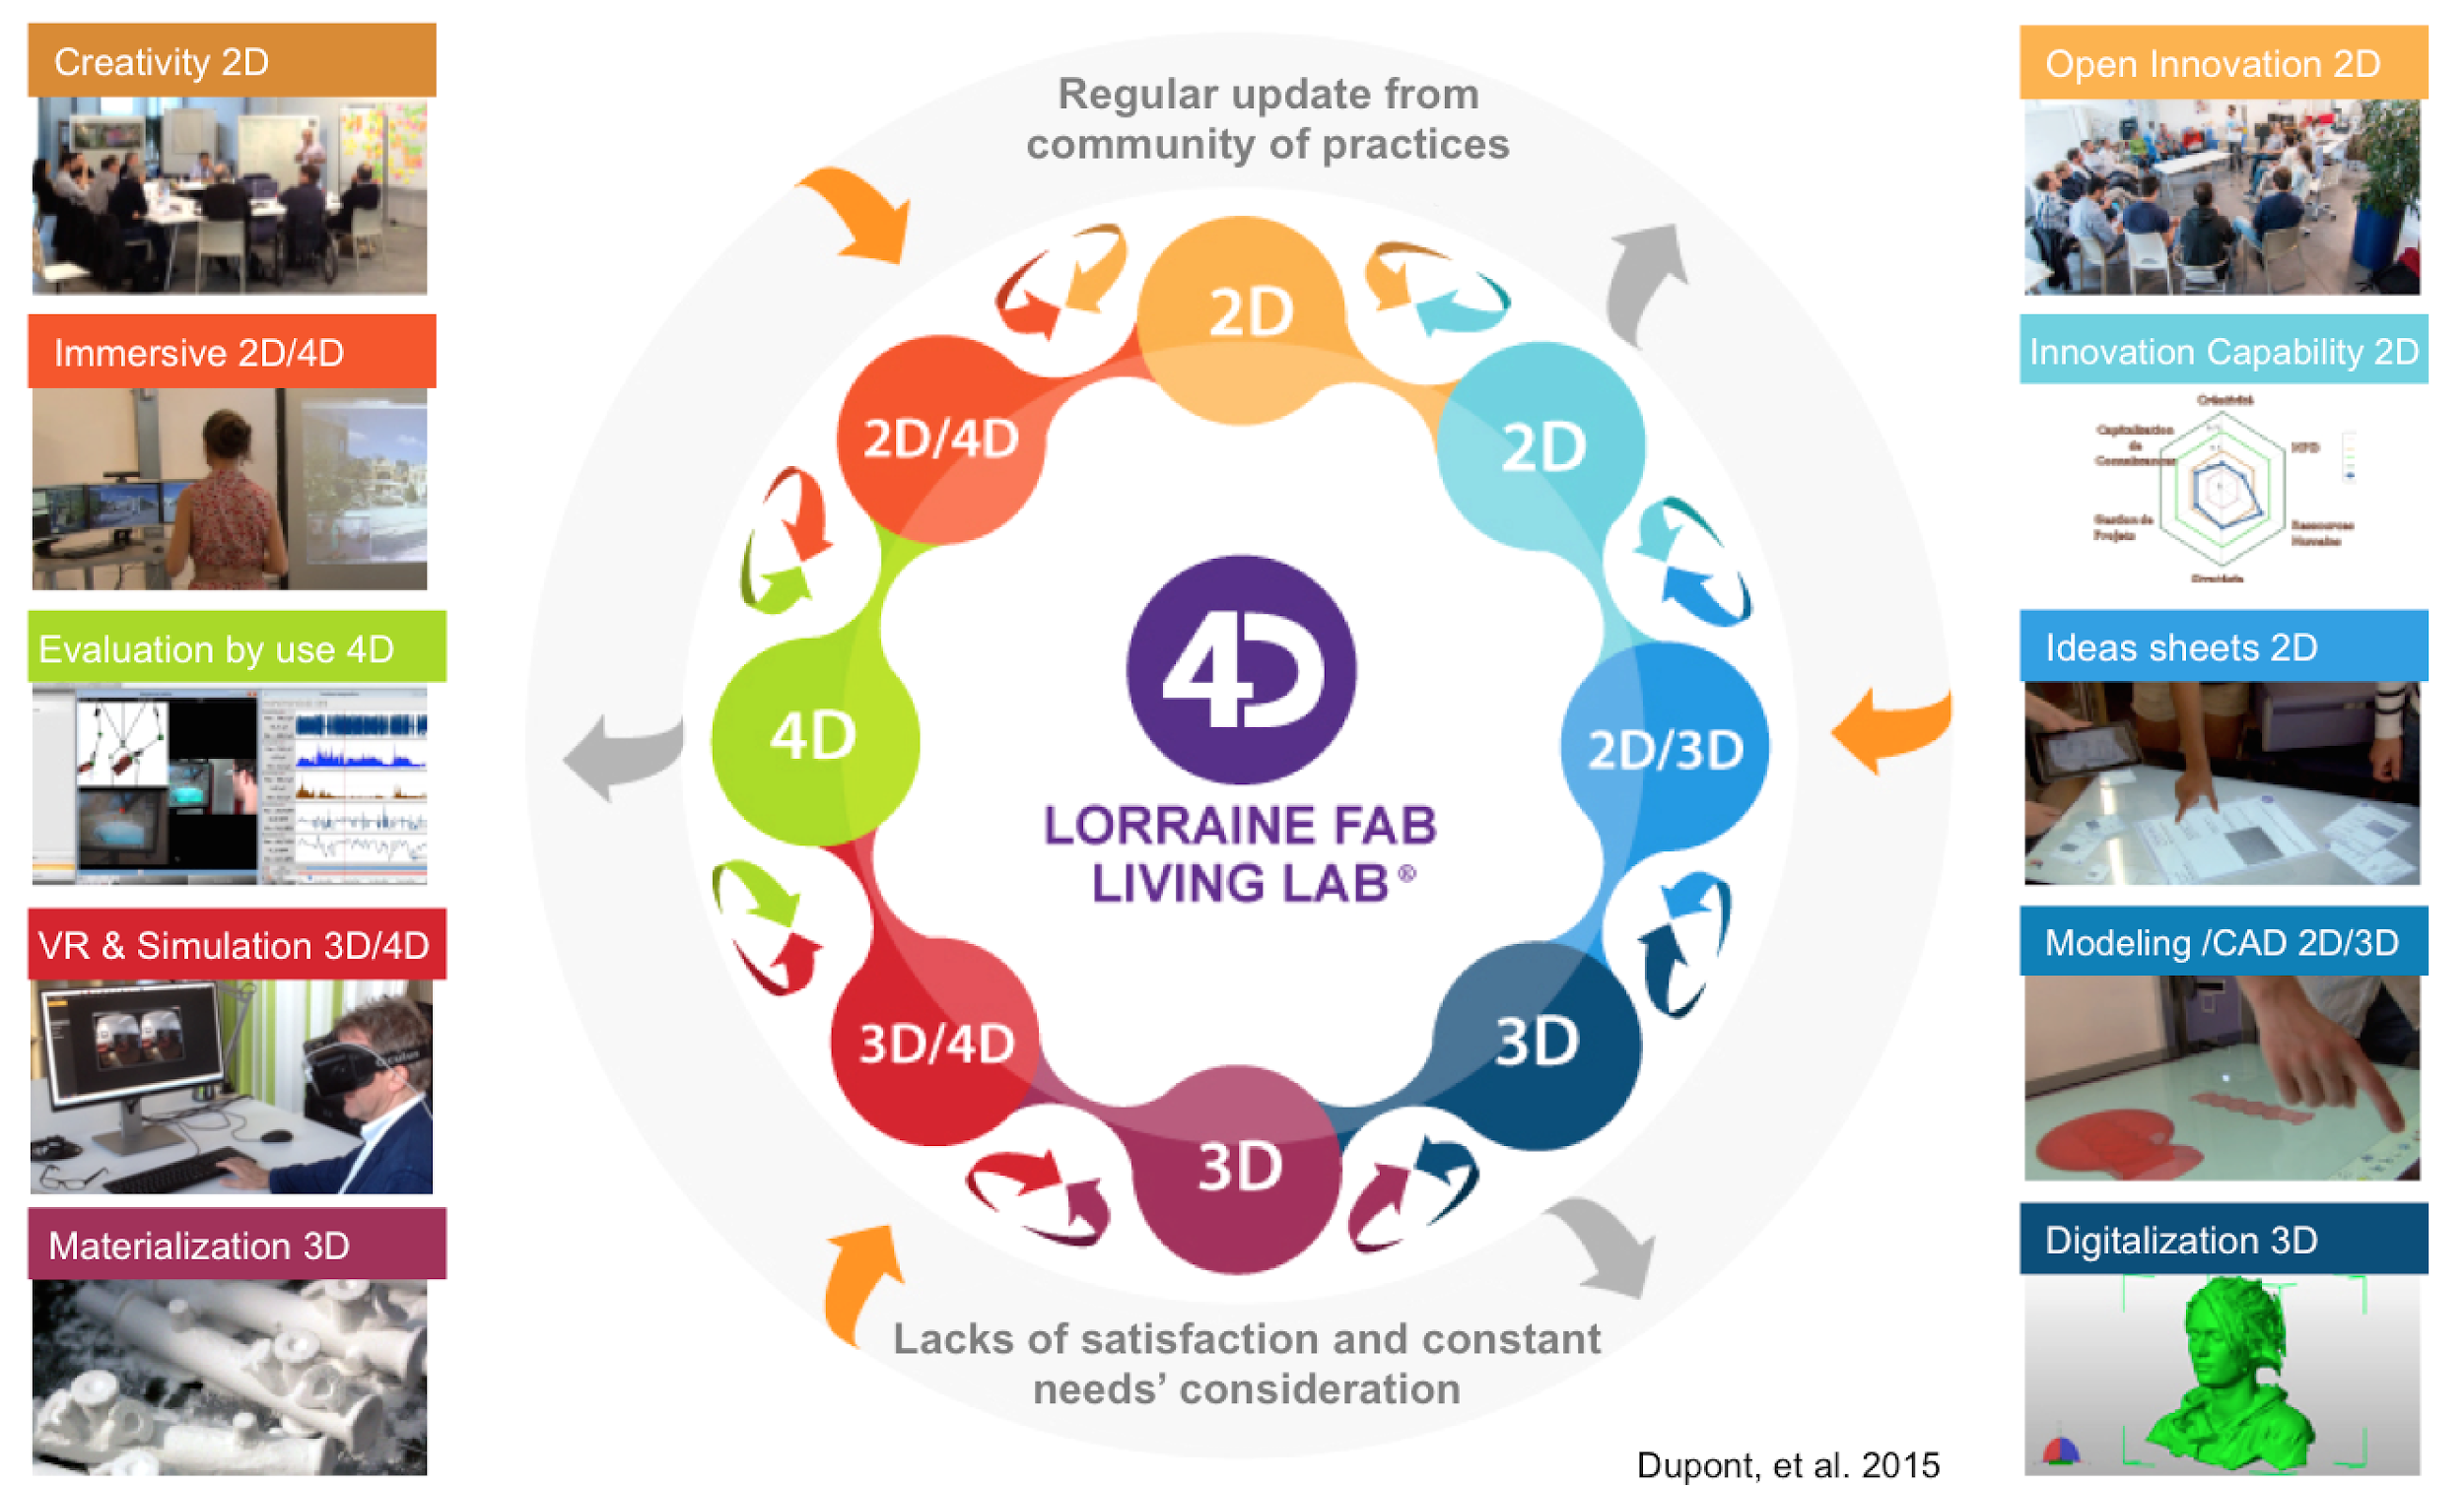 Creativity 2D
Immersive 2D/4D
Evaluation by use 4D
VR & Simulation 3D/4D
Materialization 3D
Regular update from
community of practices
2D
2D
2D/4D
4D
2D/3D
4D
LORRAINE FAB
LIVING LAB®
3D/4D
3D
3D
Lacks of satisfaction and constant
needs’ consideration
Dupont, et al. 2015
Open Innovation 2D
Innovation Capability 2D
Ideas sheets 2D
Modeling /CAD 2D/3D
Digitalization 3D